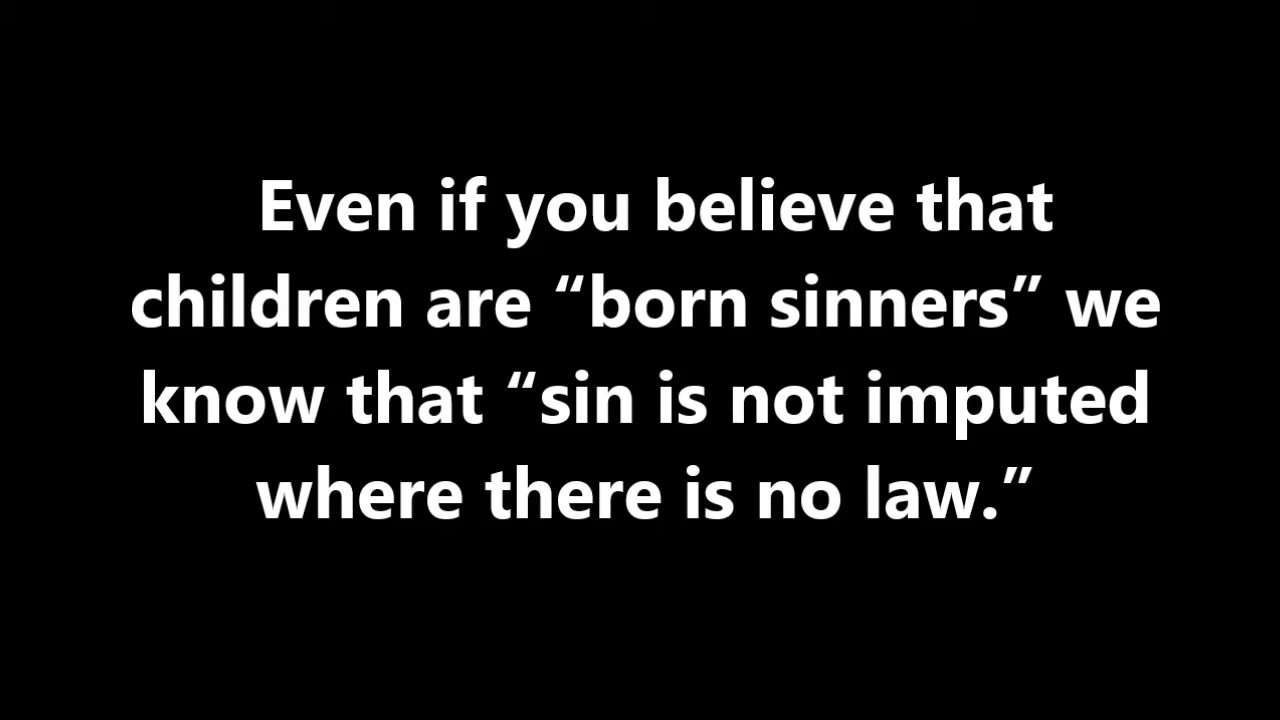 Even if you believe that
children are “born sinners” we
know that “sin is not imputed
where there is no law.”